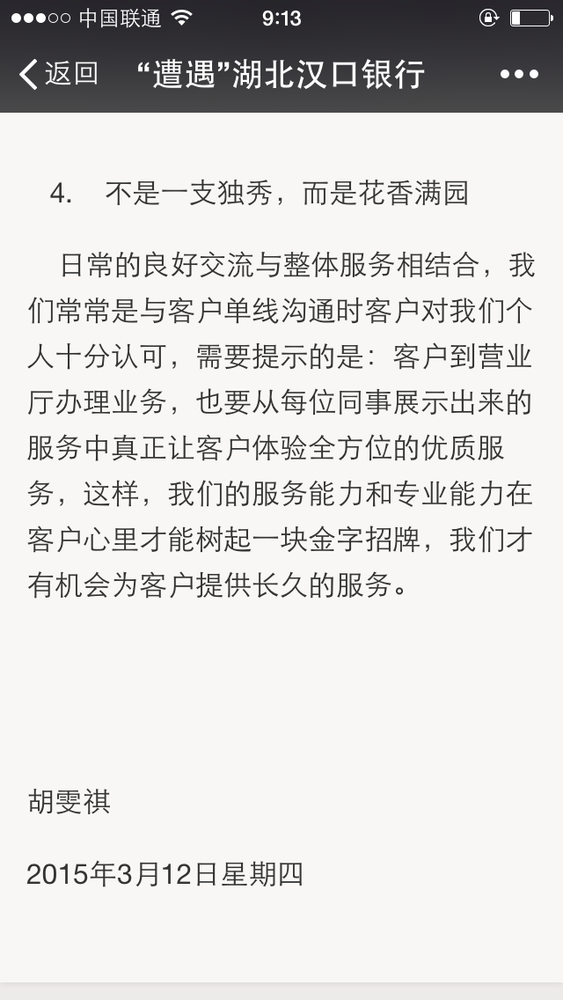 中国联通 9:13
返回 “遭遇”湖北汉口银行
4. 不是一支独秀，而是花香满园
日常的良好交流与整体服务相结合，我
们常常是与客户单线沟通时客户对我们个
人十分认可，需要提示的是：客户到营业
厅办理业务，也要从每位同事展示出来的
服务中真正让客户体验全方位的优质服
务，这样，我们的服务能力和专业能力在
客户心里才能树起一块金字招牌，我们才
有机会为客户提供长久的服务。
胡雯祺
2015年3月12日星期四